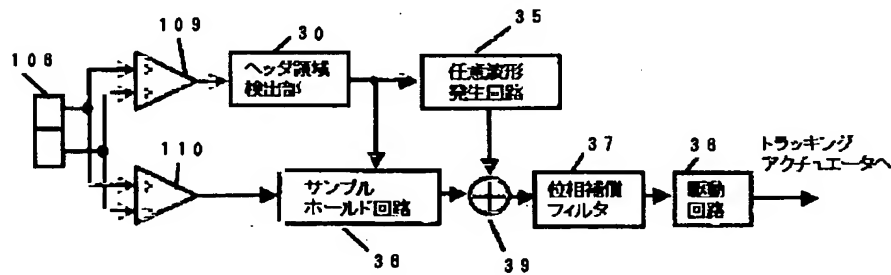 109
30
35
108
ヘッダ領域
検出部
任意波形
発生回路
110
サンプル
ホールド回路
36
39
37
位相補償
フィルタ
38
駆動
回路
トラッキング
アクチュエータへ